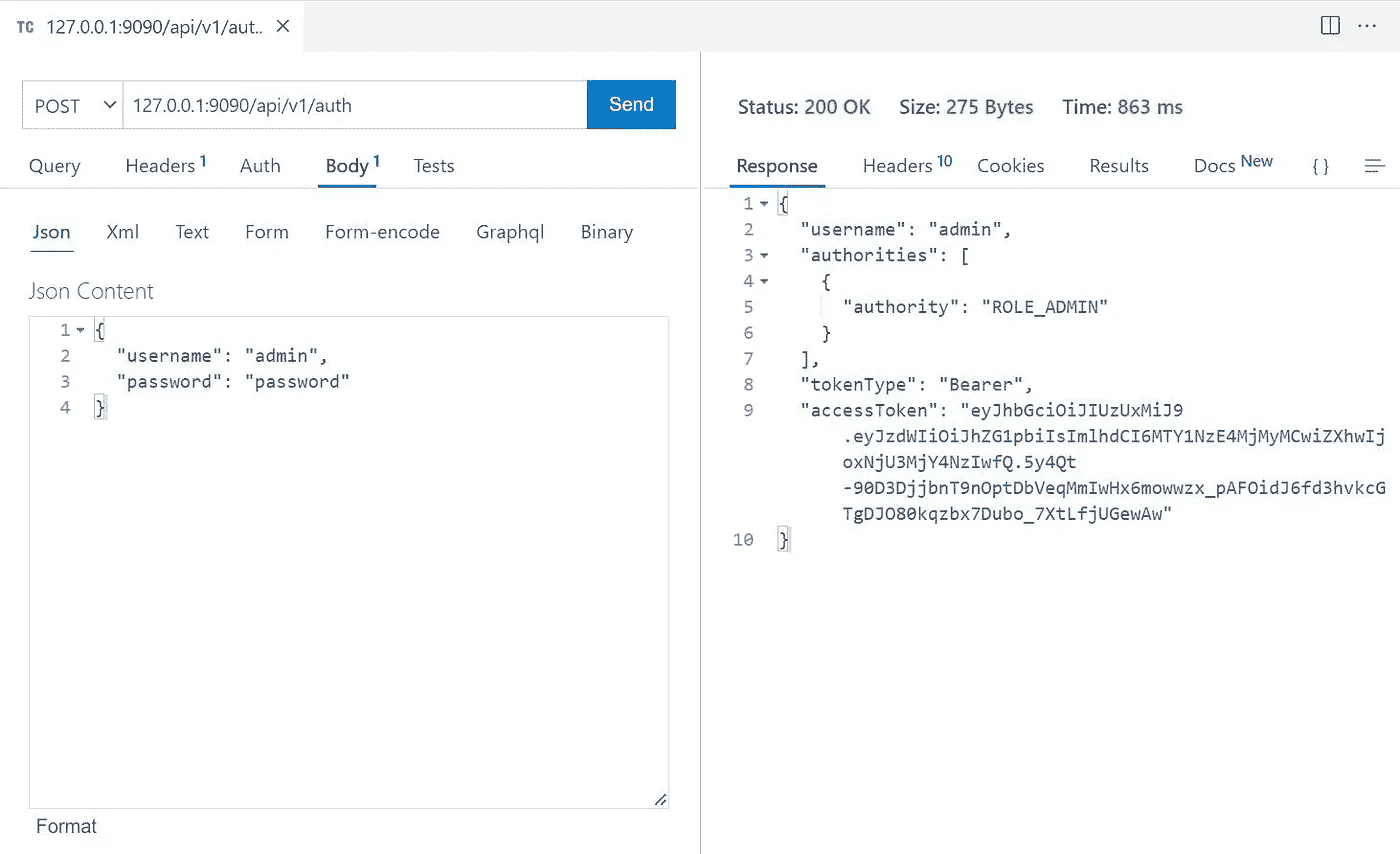 TC 127.0.0.1:9090/api/v1/aut..
POST 127.0.0.1:9090/api/v1/auth Send
Query Headers 1 Auth Body 1 Tests
Json Xml Text Form Form-encode Graphql Binary
Json Content
1 {
2 "username": "admin",
3 "password": "password"
4 }
Format
Status: 200 OK Size: 275 Bytes Time: 863 ms
Response Headers 10 Cookies Results Docs New { }
1 {
2 "username": "admin",
3 "authorities": [
4 {
5 "authority": "ROLE_ADMIN"
6 }
7 ],
8 "tokenType": "Bearer",
9 "accessToken": "eyJhbGciOiJIUzUxMiJ9
.eyJzdWIiOiJhZG1pbiIsImlhdCI6MTY1NzE4MjMyMCwiZXhwIj
oxNjU3MjY4NzIwfQ.5y4Qt
-90D3DjjbnT9nOptDbVeqMmIwHx6mowwzx_pAFOidJ6fd3hvkcG
TgDJO80kqzbx7Dubo_7XtLfjUGewAw"
10 }